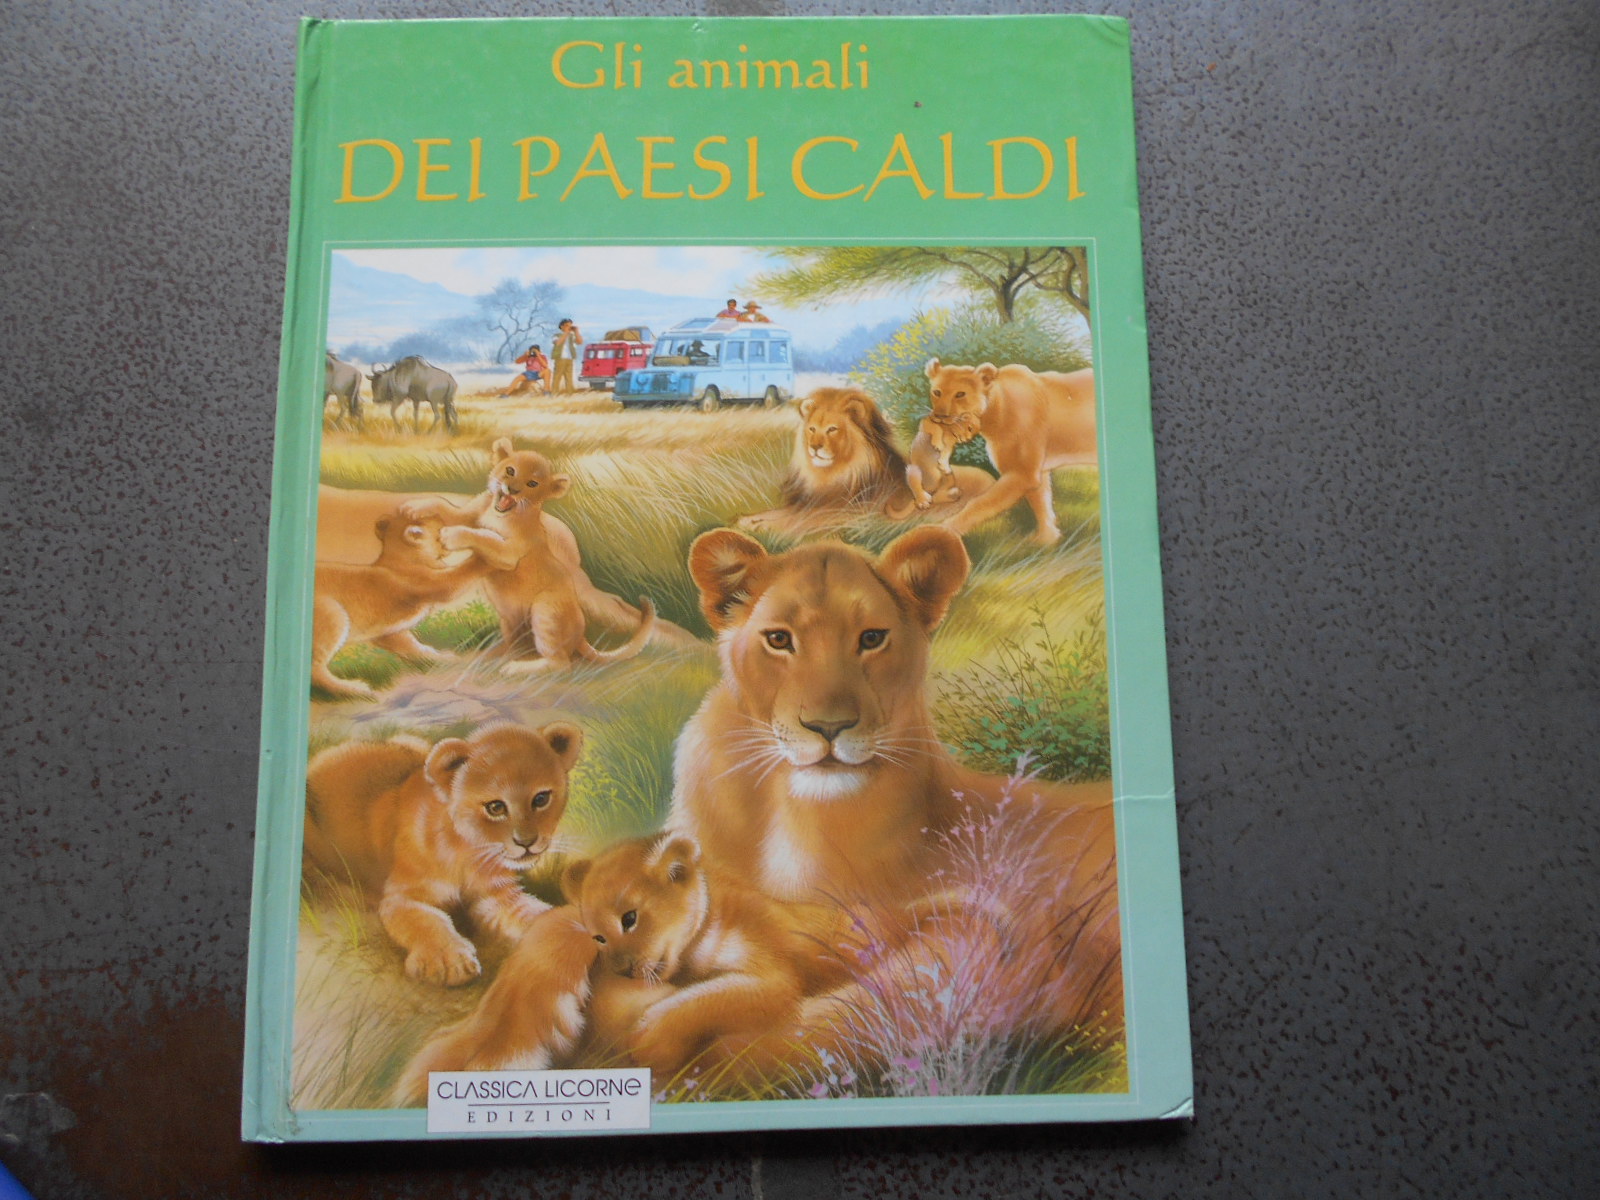 Gli animali
DEI PAESI CALDI
CLASSICA LICORNE
EDIZIONI